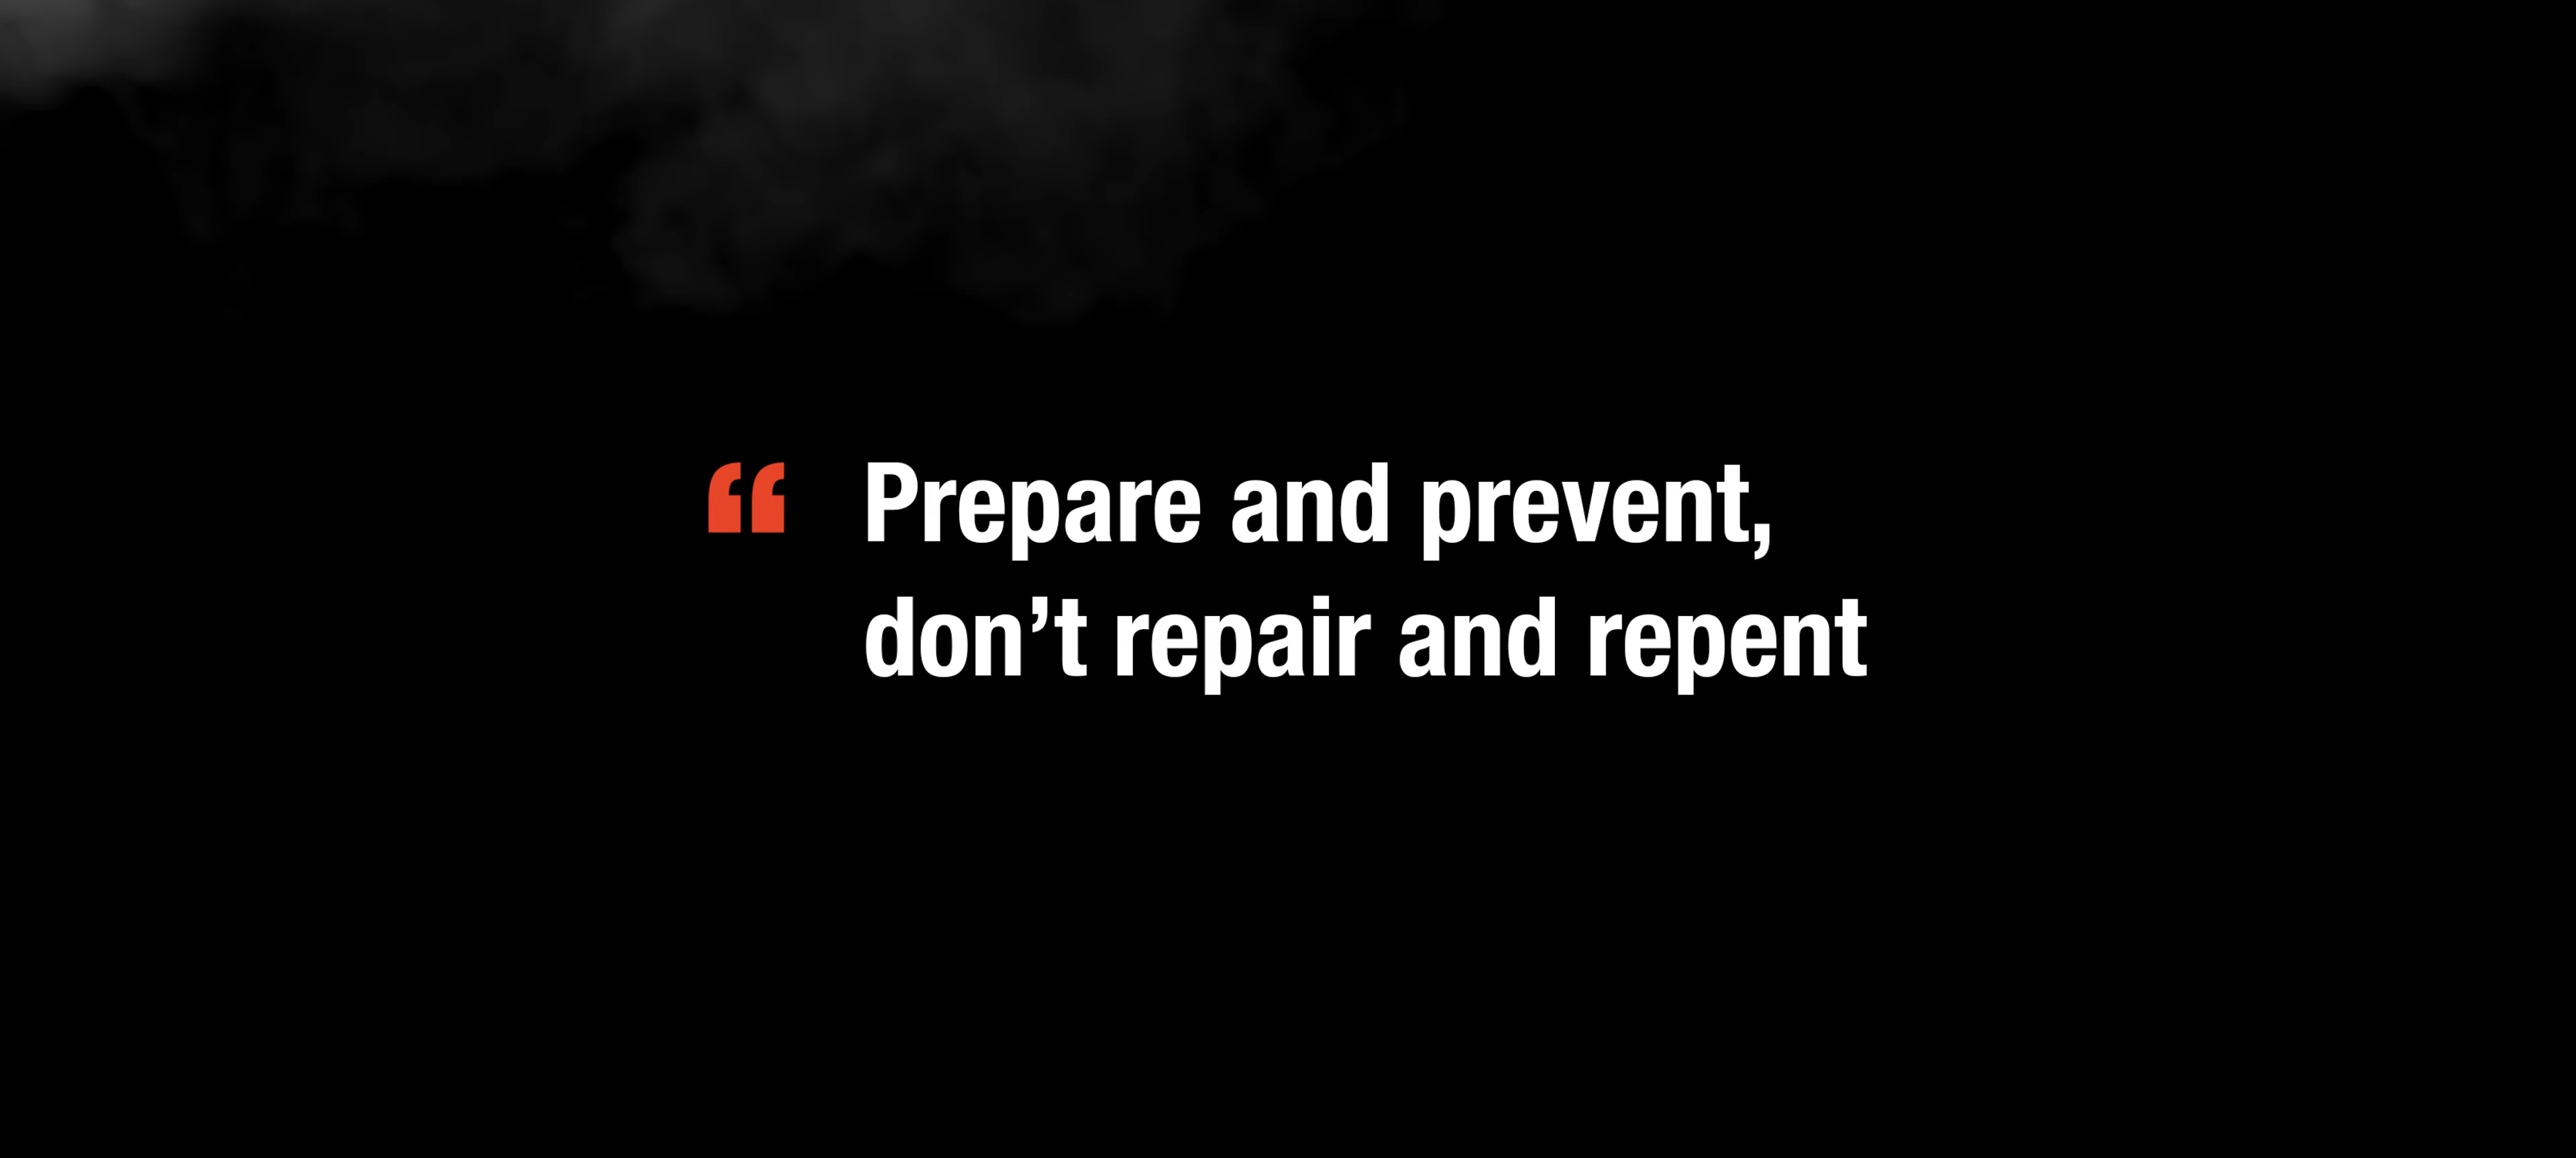 “ Prepare and prevent,
don’t repair and repent